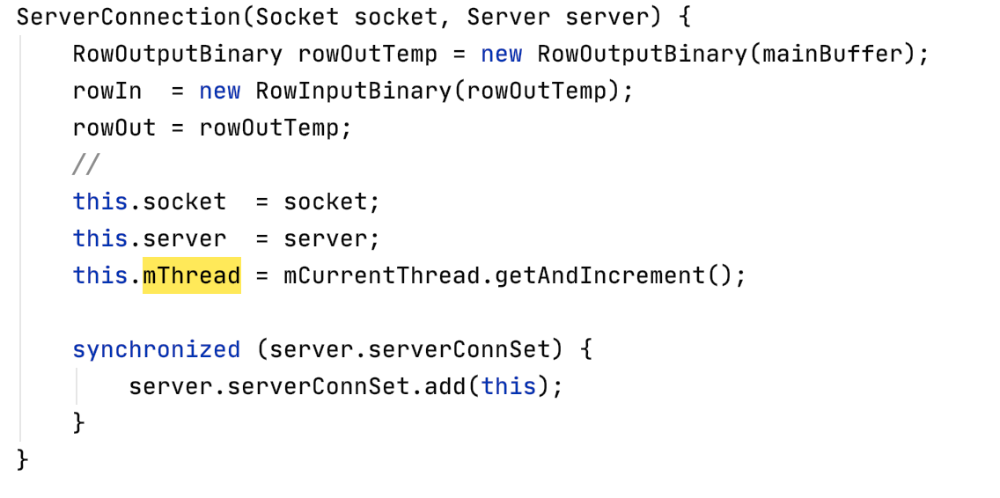 ServerConnection(Socket socket, Server server) {
    RowOutputBinary rowOutTemp = new RowOutputBinary(mainBuffer);
    rowIn  = new RowInputBinary(rowOutTemp);
    rowOut = rowOutTemp;
    //
    this.socket  = socket;
    this.server  = server;
    this.mThread = mCurrentThread.getAndIncrement();

    synchronized (server.serverConnSet) {
        server.serverConnSet.add(this);
    }
}